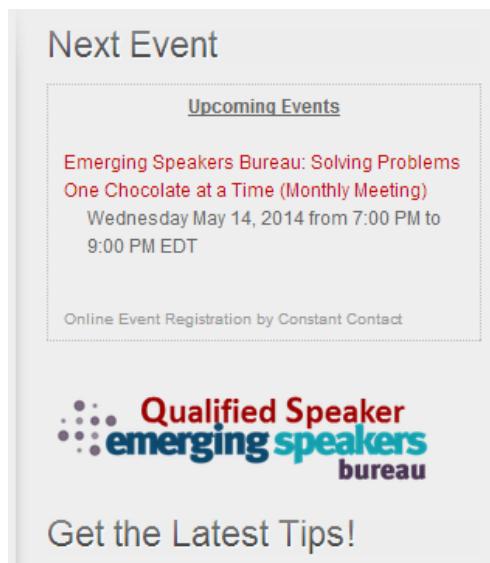 Next Event
Upcoming Events
Emerging Speakers Bureau: Solving Problems
One Chocolate at a Time (Monthly Meeting)
Wednesday May 14, 2014 from 7:00 PM to
9:00 PM EDT
Online Event Registration by Constant Contact
Qualified Speaker
emerging speakers
bureau
Get the Latest Tips!